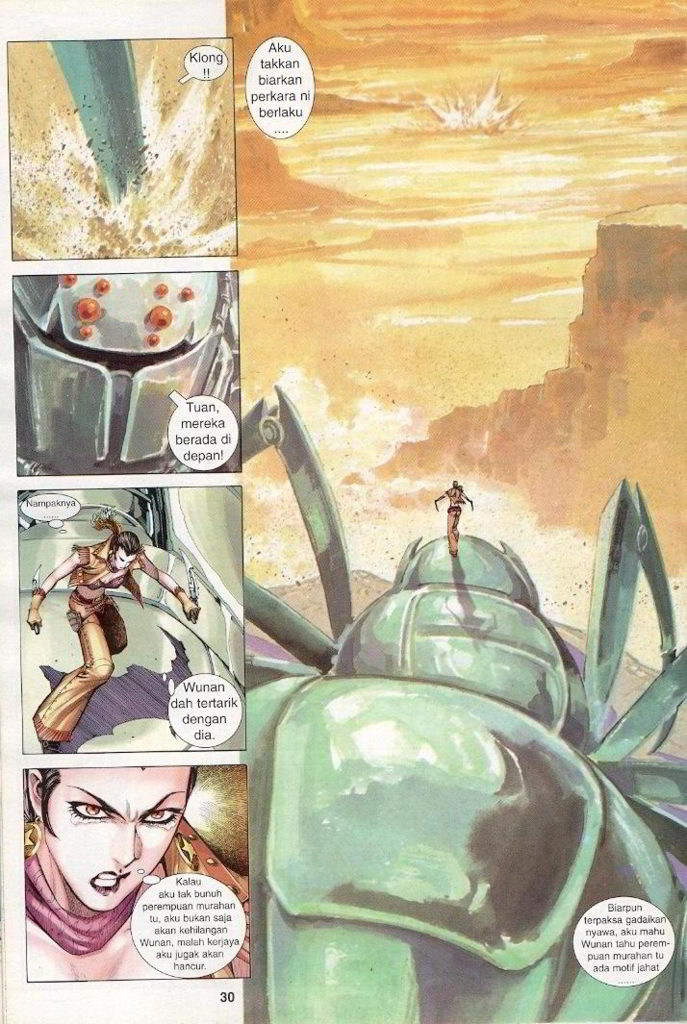 Klong
!!
Tuan,
mereka
berada di
depan!
Nampaknya
......
Wunan
dah tertarik
dengan
dia.
Kalau
aku tak bunuh
perempuan murahan
tu, aku bukan saja
akan kehilangan
Wunan, malah kerjaya
aku jugak akan
hancur.
Aku
takkan
biarkan
perkara ni
berlaku
....
Biarpun
terpaksa gadaikan
nyawa, aku mahu
Wunan tahu perem-
puan murahan tu
ada motif jahat
......
30